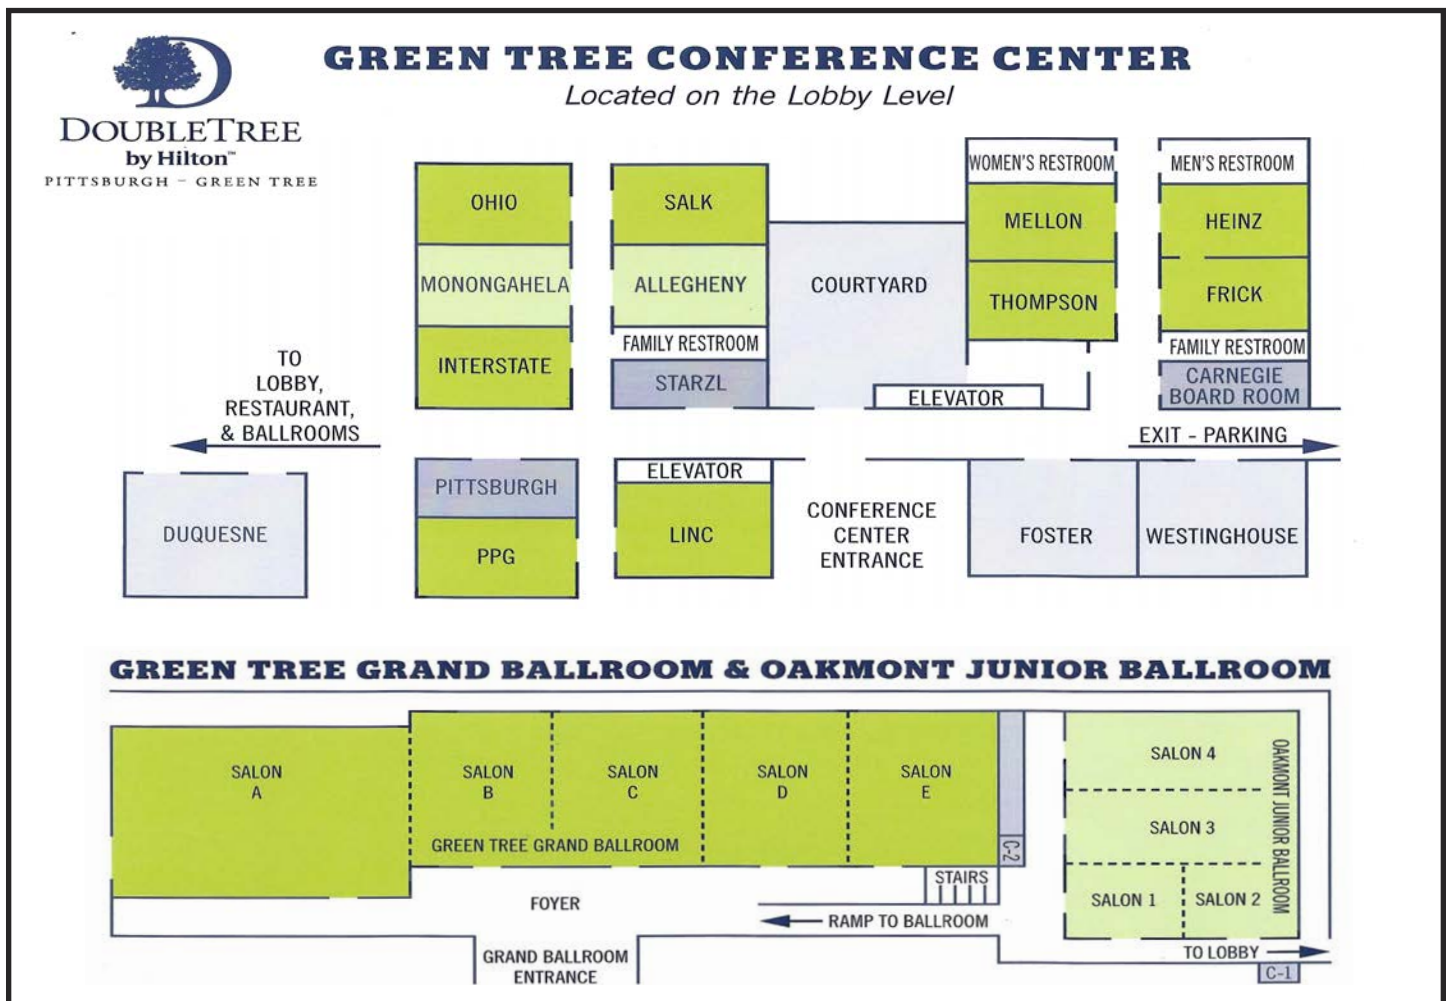 GREEN TREE CONFERENCE CENTER
Located on the Lobby Level
DOUBLETREE
by Hilton™
PITTSBURGH – GREEN TREE
OHIO
MONONGAHELA
INTERSTATE
SALK
ALLEGHENY
FAMILY RESTROOM
STARZL
COURTYARD
ELEVATOR
WOMEN'S RESTROOM
MELLON
THOMPSON
MEN'S RESTROOM
HEINZ
FRICK
FAMILY RESTROOM
CARNEGIE
BOARD ROOM
TO
LOBBY,
RESTAURANT,
& BALLROOMS
EXIT - PARKING
DUQUESNE
PITTSBURGH
PPG
ELEVATOR
LINC
CONFERENCE
CENTER
ENTRANCE
FOSTER
WESTINGHOUSE
GREEN TREE GRAND BALLROOM & OAKMONT JUNIOR BALLROOM
SALON
A
SALON
B
SALON
C
SALON
D
SALON
E
GREEN TREE GRAND BALLROOM
C-2
STAIRS
FOYER
RAMP TO BALLROOM
GRAND BALLROOM
ENTRANCE
SALON 4
SALON 3
SALON 1
SALON 2
OAKMONT JUNIOR BALLROOM
TO LOBBY
C-1